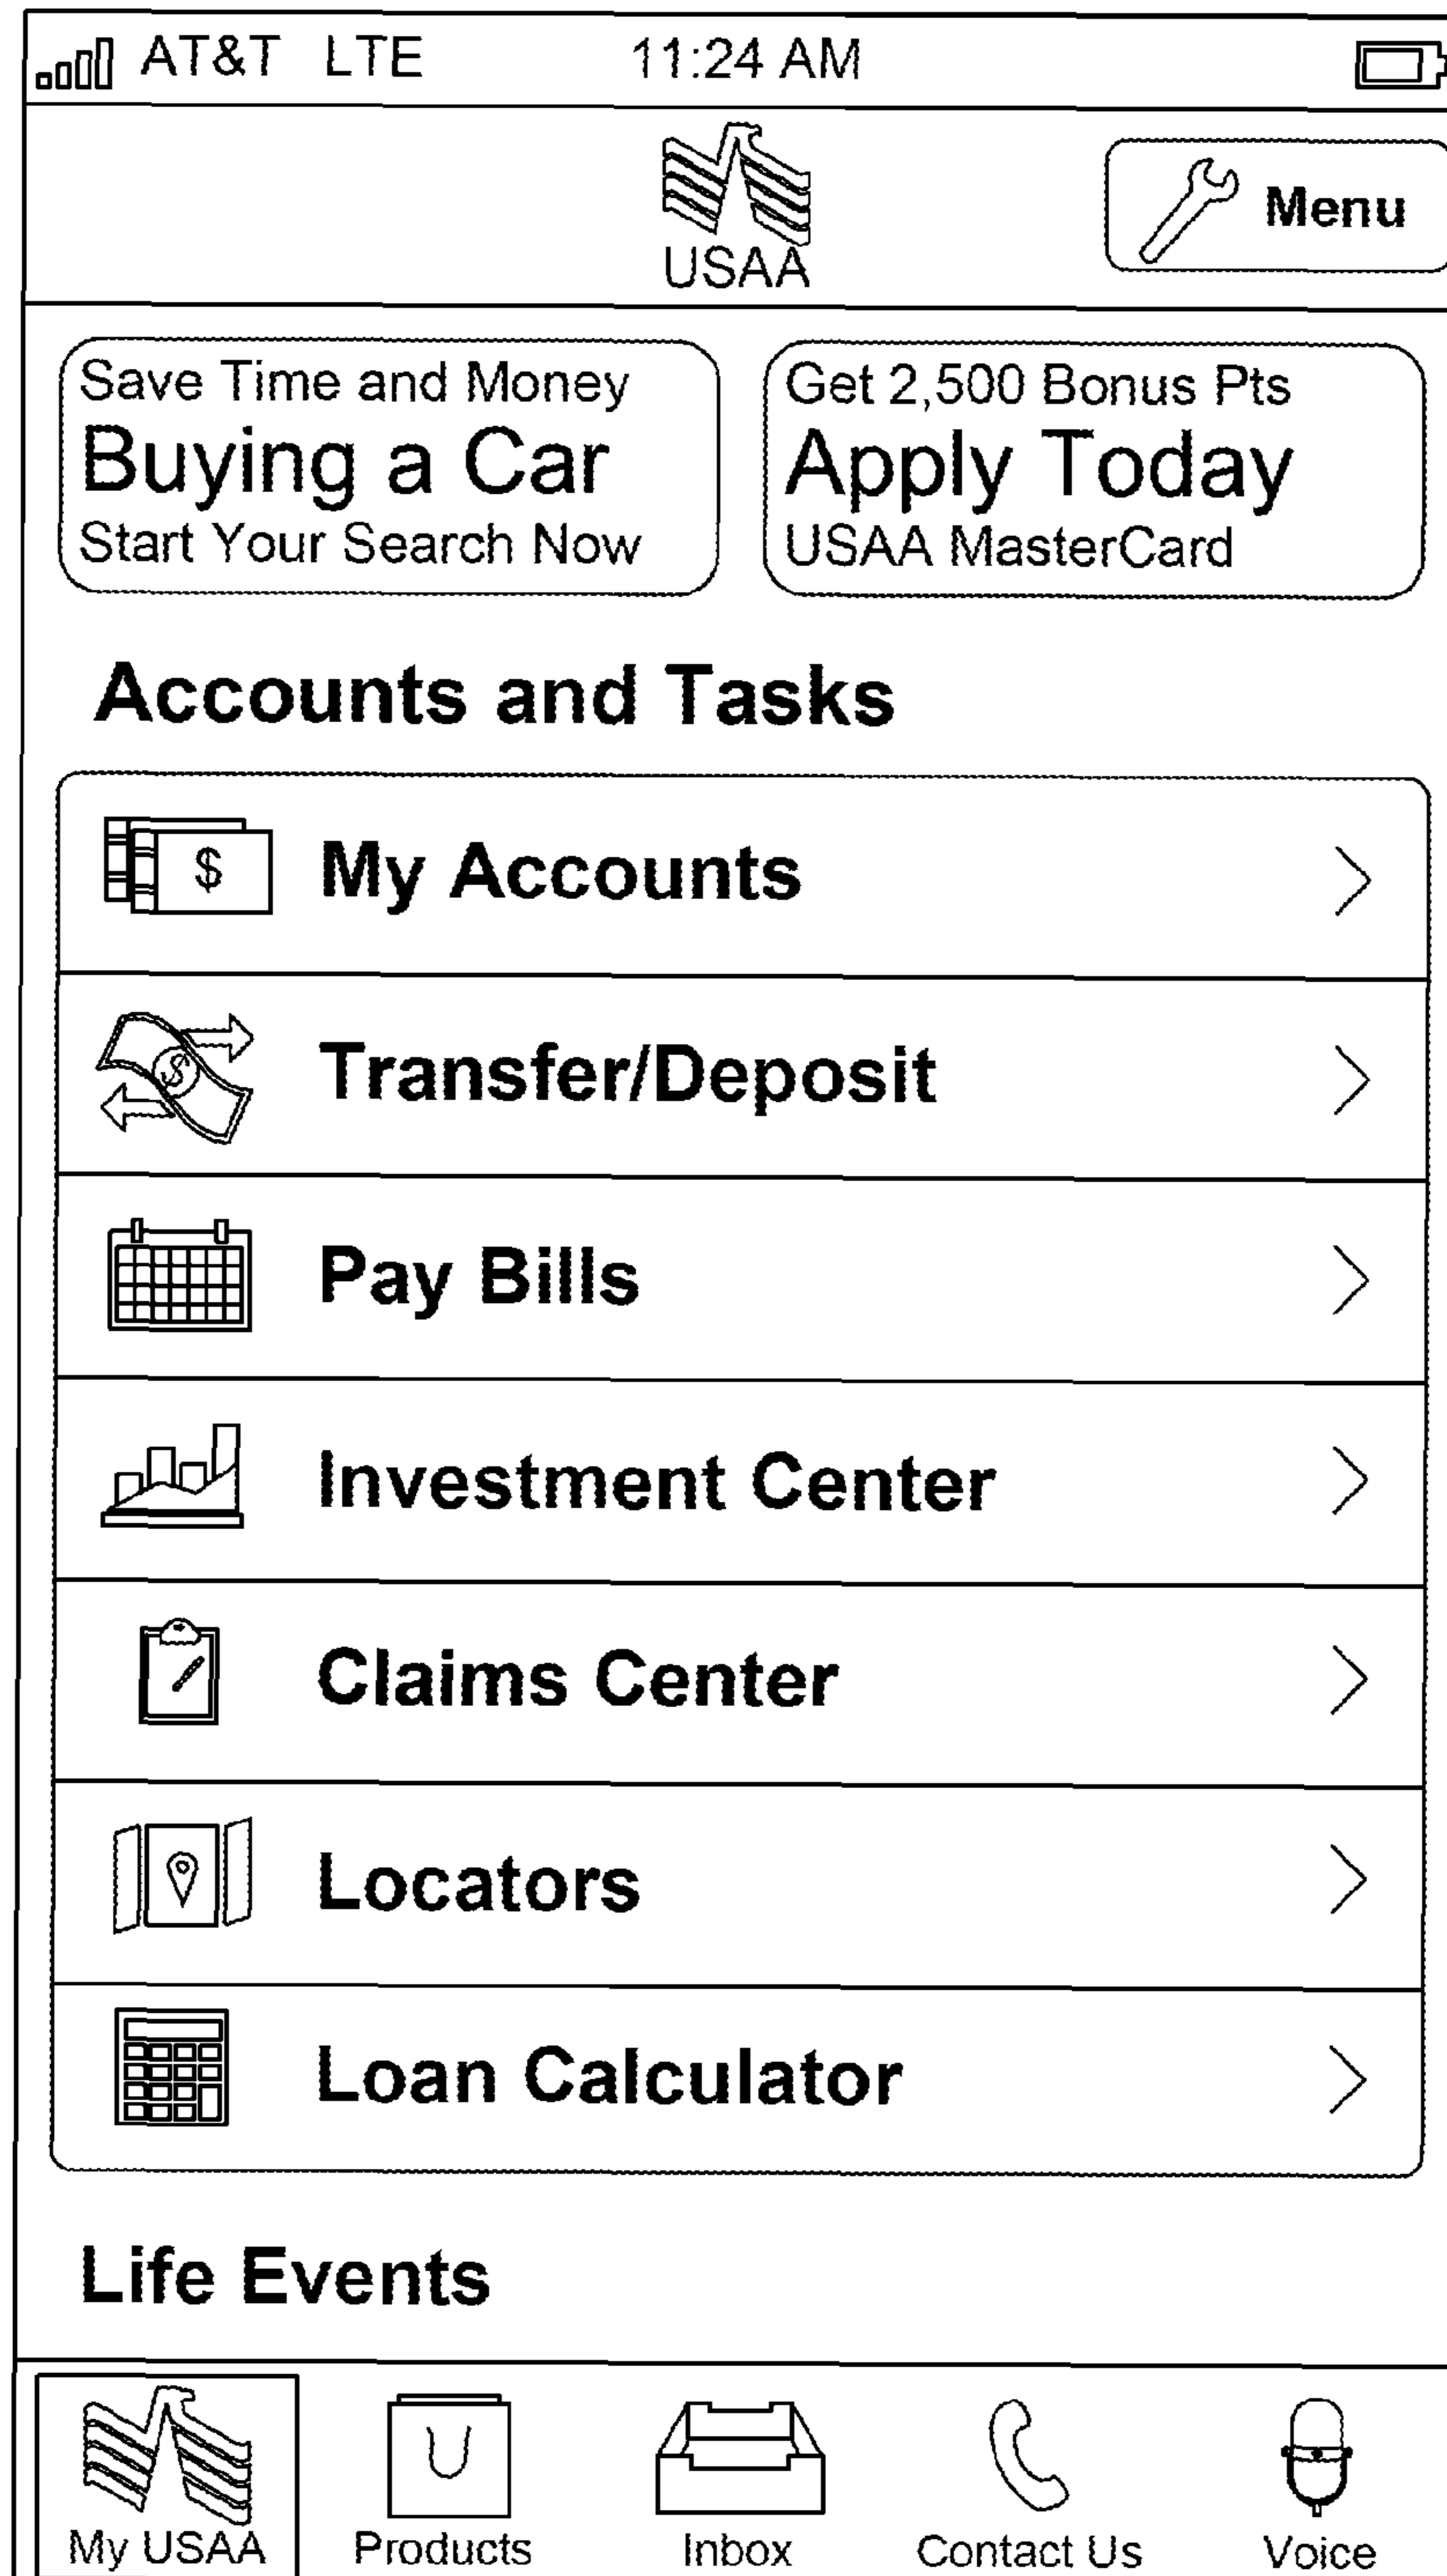 AT&T LTE 11:24 AM
USAA
Menu
Save Time and Money
Buying a Car
Start Your Search Now
Get 2,500 Bonus Pts
Apply Today
USAA MasterCard
Accounts and Tasks
$ My Accounts
$ Transfer/Deposit
Pay Bills
Investment Center
Claims Center
Locators
Loan Calculator
Life Events
My USAA Products Inbox Contact Us Voice